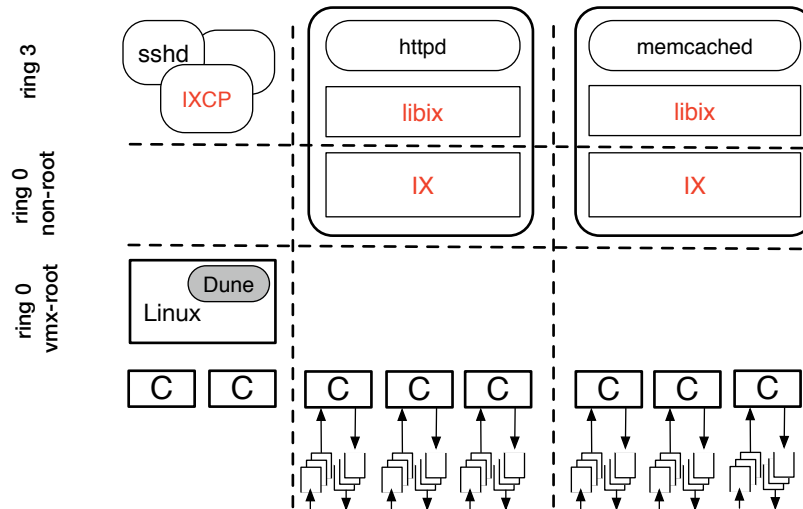 ring 3
sshd
IXCP
httpd
memcached
libix
libix
ring 0
non-root
IX
IX
ring 0
vmx-root
Dune
Linux
C C C C C C C C